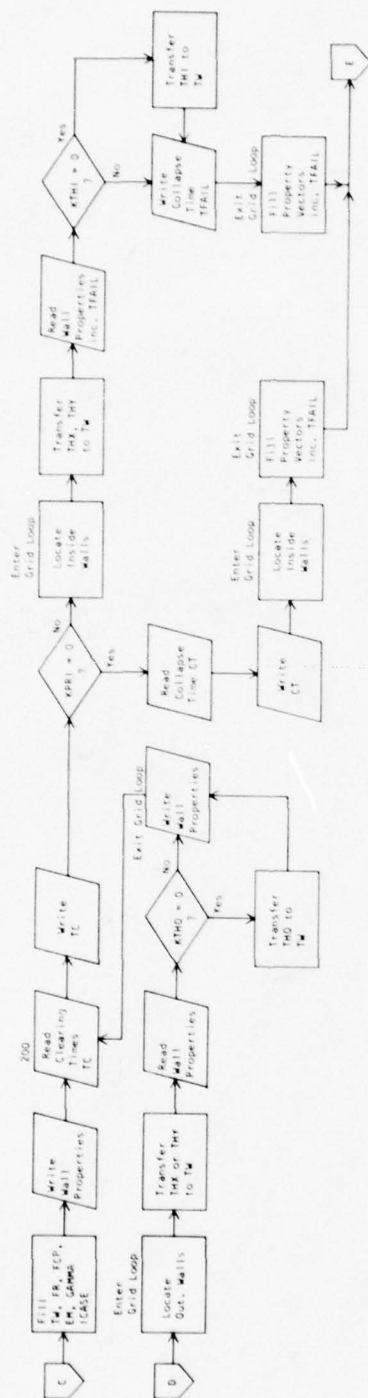 C
Fill
TW, FR, FCP,
EM, GAMMA
ICASE
Write
Wall
Properties
200
Read
Clearing
Times
TC
Write
TC
KPRI = 0
?
No
Yes
Enter
Grid Loop
Locate
Inside
Walls
Transfer
THX, THY
to TW
Read
Wall
Properties
inc. TFAIL
KTHI = 0
?
Yes
No
Transfer
THI to
TW
Write
Collapse
Time
TFAIL
Exit
Grid Loop
Fill
Property
Vectors
inc. TFAIL
E
Read
Collapse
Time CT
Write
CT
Enter
Grid Loop
Locate
Inside
Walls
Exit
Grid Loop
Fill
Property
Vectors
inc. TFAIL
D
Enter
Grid Loop
Locate
Out. Walls
Transfer
THX or THY
to TW
Read
Wall
Properties
KTHO = 0
?
No
Yes
Transfer
THO to
TW
Write
Wall
Properties
Exit Grid Loop